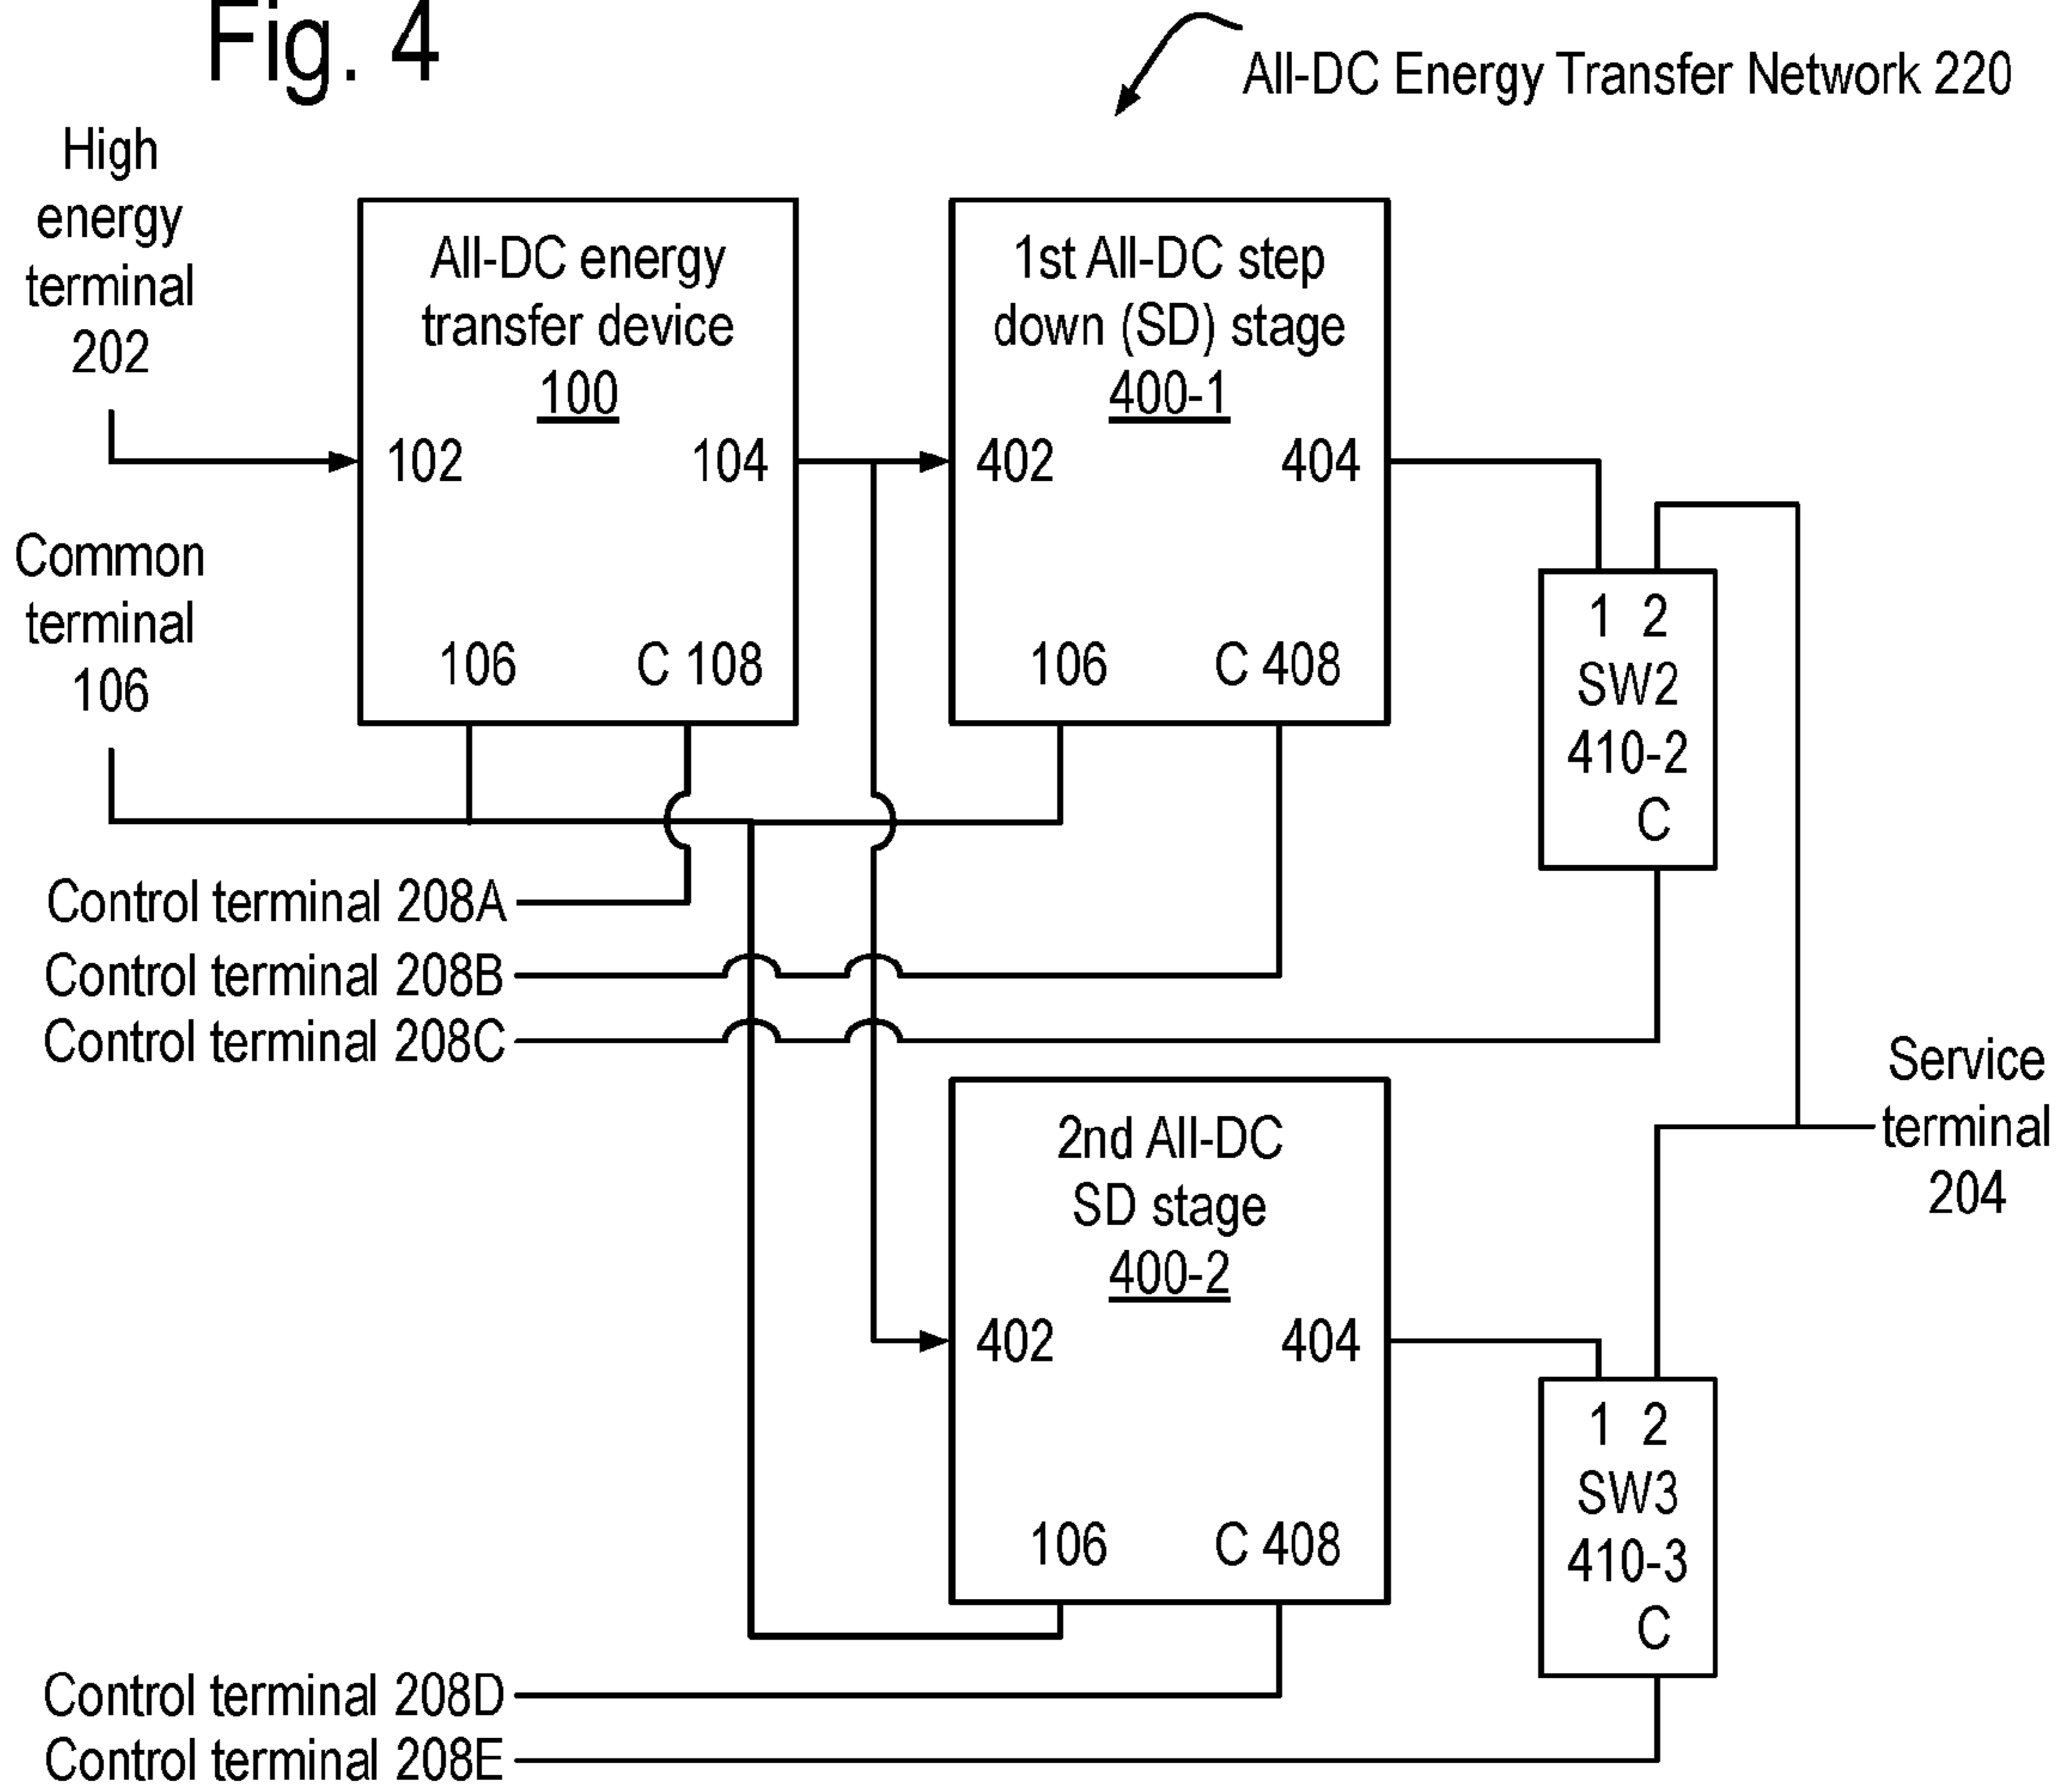 Fig. 4
All-DC Energy Transfer Network 220
High
energy
terminal
202
Common
terminal
106
All-DC energy
transfer device
100
102
104
106
C 108
1st All-DC step
down (SD) stage
400-1
402
404
106
C 408
1 2
SW2
410-2
C
Control terminal 208A
Control terminal 208B
Control terminal 208C
Service
terminal
204
2nd All-DC
SD stage
400-2
402
404
106
C 408
1 2
SW3
410-3
C
Control terminal 208D
Control terminal 208E